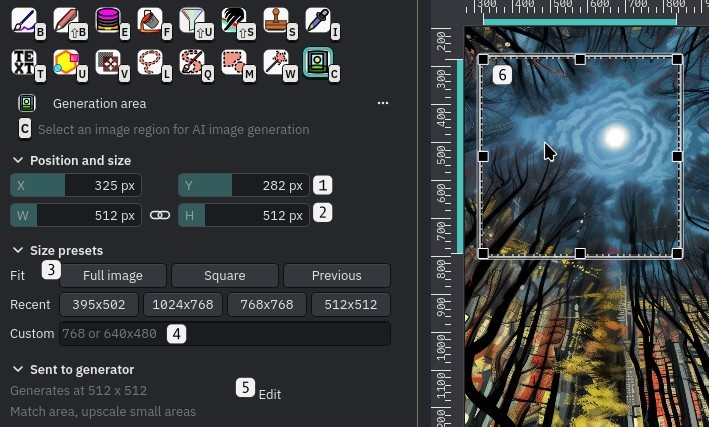 B ⇧B E F ⇧U ⇧S S I
TEXT T U V L Q M W C
Generation area ...
C Select an image region for AI image generation
Position and size
X 325 px Y 282 px 1
W 512 px H 512 px 2
Size presets
Fit 3 Full image Square Previous
Recent 395x502 1024x768 768x768 512x512
Custom 768 or 640x480 4
Sent to generator
Generates at 512 x 512 5 Edit
Match area, upscale small areas
300 400 500 600 700 800
200
300
400
500
600
700
800
900
1000
1100
6